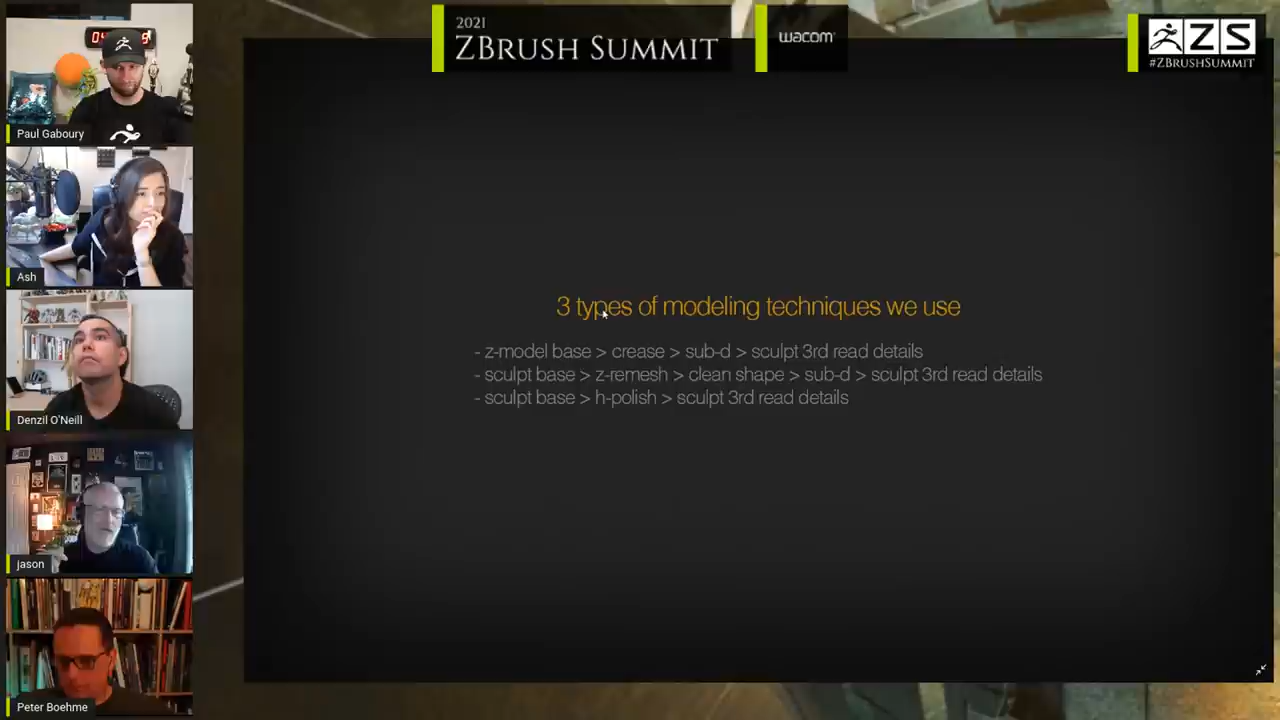 2021
ZBRUSH SUMMIT
wacom
ZS
#ZBRUSHSUMMIT
Paul Gaboury
Ash
Denzil O'Neill
jason
Peter Boehme
3 types of modeling techniques we use
- z-model base > crease > sub-d > sculpt 3rd read details
- sculpt base > z-remesh > clean shape > sub-d > sculpt 3rd read details
- sculpt base > h-polish > sculpt 3rd read details